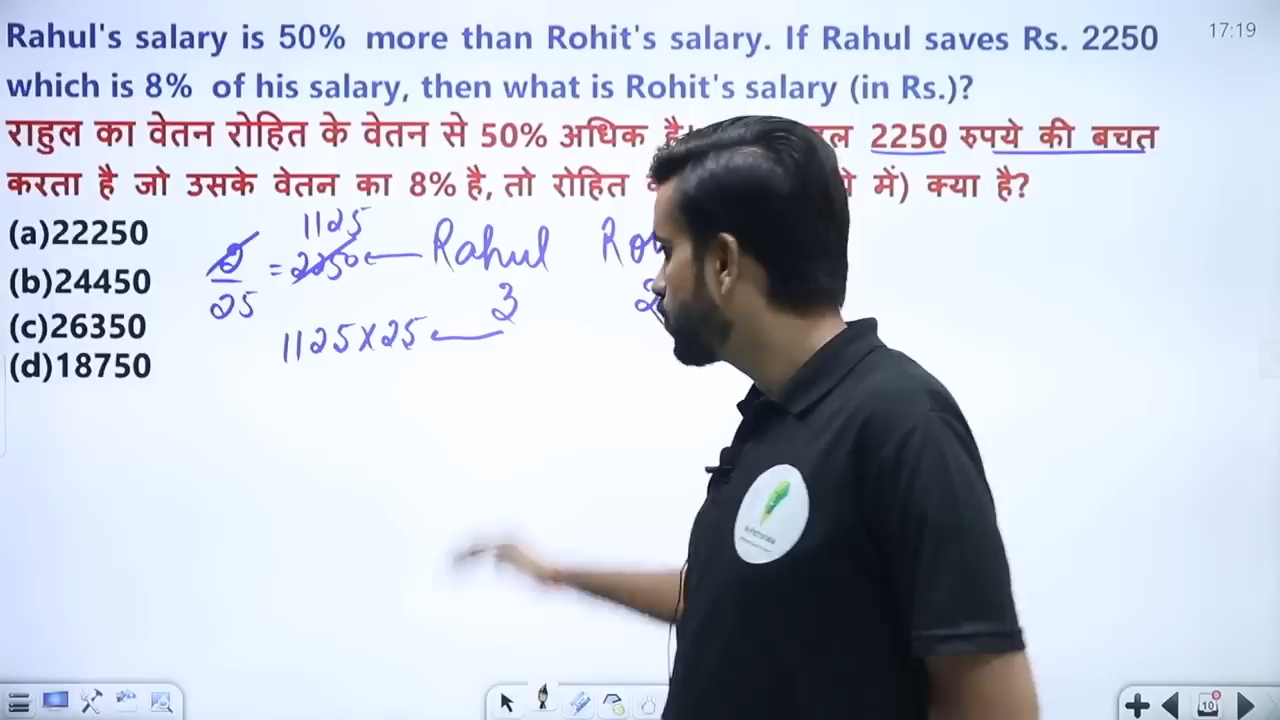 Rahul's salary is 50% more than Rohit's salary. If Rahul saves Rs. 2250
17:19
which is 8% of his salary, then what is Rohit's salary (in Rs.)?
राहुल का वेतन रोहित के वेतन से 50% अधिक है। 2250 रुपये की बचत
करता है जो उसके वेतन का 8% है, तो रोहित में) क्या है?
(a)22250
(b)24450
(c)26350
(d)18750
1125
2/25 = 2250 Rahul
3
1125x25
10